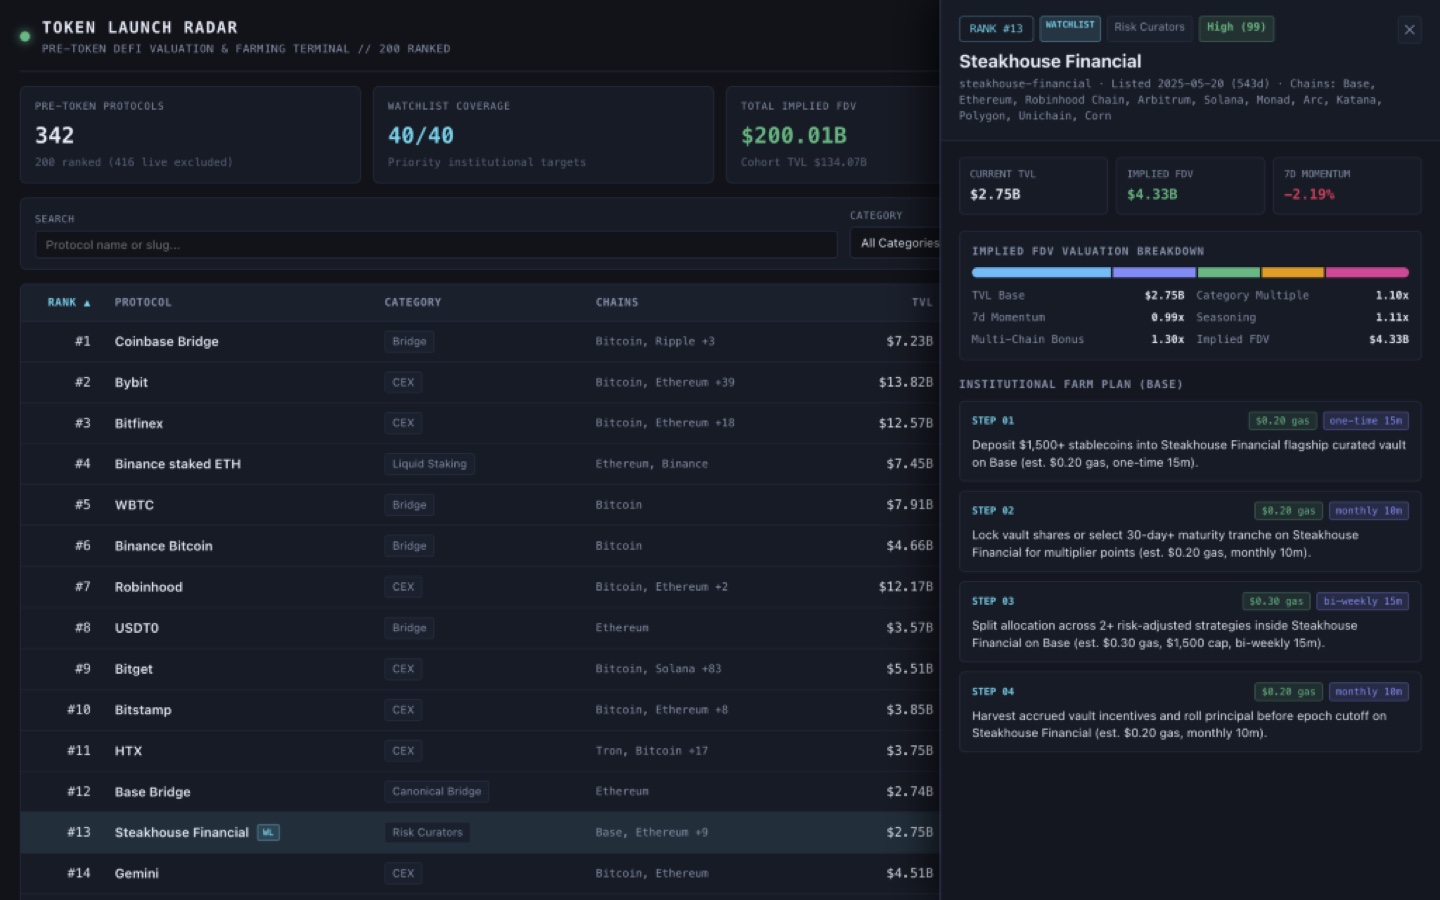 TOKEN LAUNCH RADAR
PRE-TOKEN DEFI VALUATION & FARMING TERMINAL // 200 RANKED
PRE-TOKEN PROTOCOLS
342
200 ranked (416 live excluded)
WATCHLIST COVERAGE
40/40
Priority institutional targets
TOTAL IMPLIED FDV
$200.01B
Cohort TVL $134.07B
SEARCH
Protocol name or slug...
CATEGORY
All Categories
RANK ▲ PROTOCOL CATEGORY CHAINS TVL
#1 Coinbase Bridge Bridge Bitcoin, Ripple +3 $7.23B
#2 Bybit CEX Bitcoin, Ethereum +39 $13.82B
#3 Bitfinex CEX Bitcoin, Ethereum +18 $12.57B
#4 Binance staked ETH Liquid Staking Ethereum, Binance $7.45B
#5 WBTC Bridge Bitcoin $7.91B
#6 Binance Bitcoin Bridge Bitcoin $4.66B
#7 Robinhood CEX Bitcoin, Ethereum +2 $12.17B
#8 USDT0 Bridge Ethereum $3.57B
#9 Bitget CEX Bitcoin, Solana +83 $5.51B
#10 Bitstamp CEX Bitcoin, Ethereum +8 $3.85B
#11 HTX CEX Tron, Bitcoin +17 $3.75B
#12 Base Bridge Canonical Bridge Ethereum $2.74B
#13 Steakhouse Financial WL Risk Curators Base, Ethereum +9 $2.75B
#14 Gemini CEX Bitcoin, Ethereum $4.51B
RANK #13 WATCHLIST Risk Curators High (99) ×
Steakhouse Financial
steakhouse-financial · Listed 2025-05-20 (543d) · Chains: Base,
Ethereum, Robinhood Chain, Arbitrum, Solana, Monad, Arc, Katana,
Polygon, Unichain, Corn
CURRENT TVL
$2.75B
IMPLIED FDV
$4.33B
7D MOMENTUM
-2.19%
IMPLIED FDV VALUATION BREAKDOWN
TVL Base $2.75B Category Multiple 1.10x
7d Momentum 0.99x Seasoning 1.11x
Multi-Chain Bonus 1.30x Implied FDV $4.33B
INSTITUTIONAL FARM PLAN (BASE)
STEP 01 $0.20 gas one-time 15m
Deposit $1,500+ stablecoins into Steakhouse Financial flagship curated vault
on Base (est. $0.20 gas, one-time 15m).
STEP 02 $0.20 gas monthly 10m
Lock vault shares or select 30-day+ maturity tranche on Steakhouse
Financial for multiplier points (est. $0.20 gas, monthly 10m).
STEP 03 $0.30 gas bi-weekly 15m
Split allocation across 2+ risk-adjusted strategies inside Steakhouse
Financial on Base (est. $0.30 gas, $1,500 cap, bi-weekly 15m).
STEP 04 $0.20 gas monthly 10m
Harvest accrued vault incentives and roll principal before epoch cutoff on
Steakhouse Financial (est. $0.20 gas, monthly 10m).